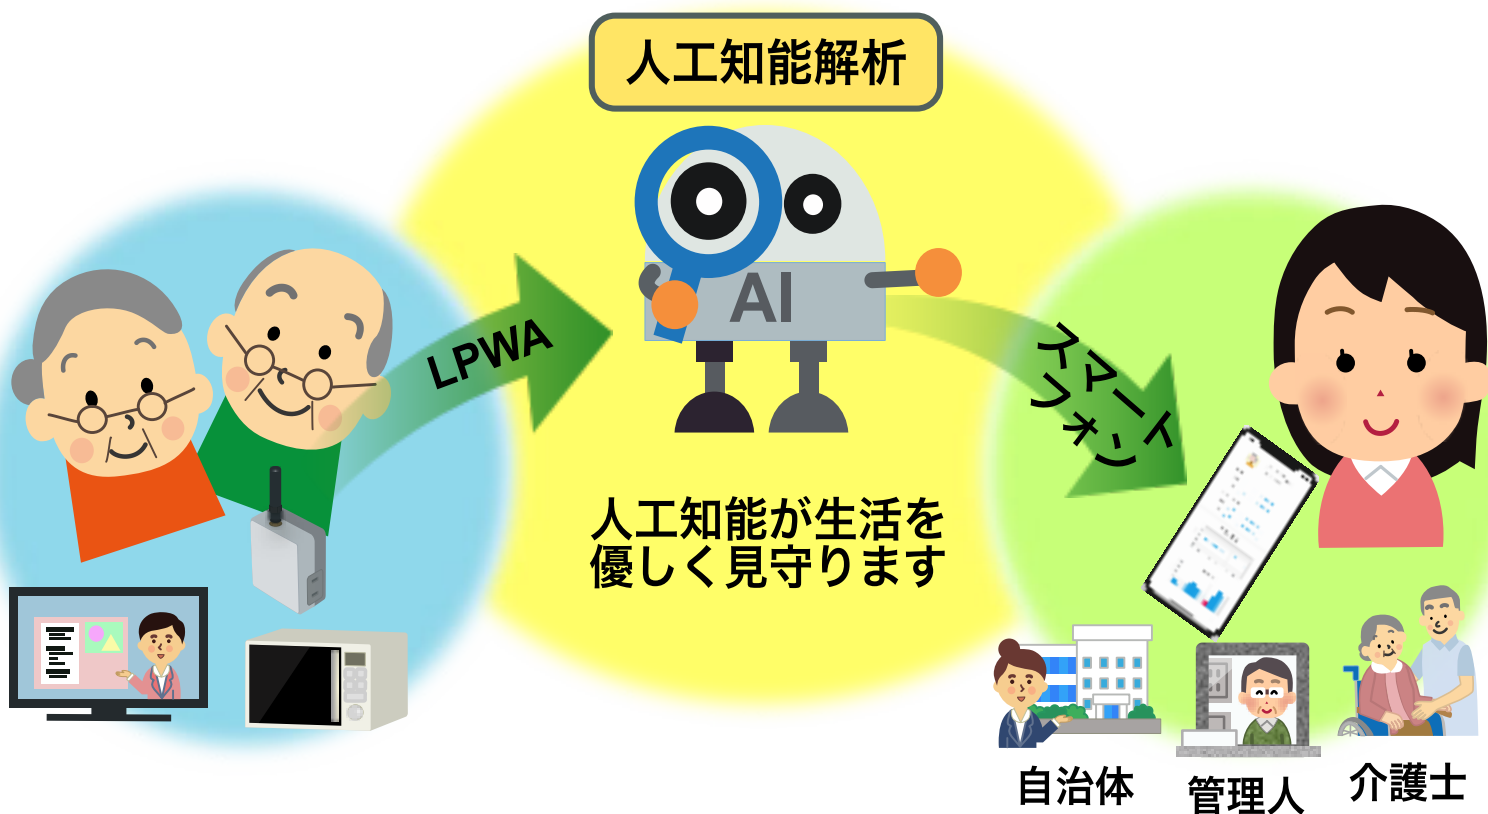 人工知能解析
AI
LPWA
スマート
フォン
人工知能が生活を
優しく見守ります
自治体
管理人
介護士